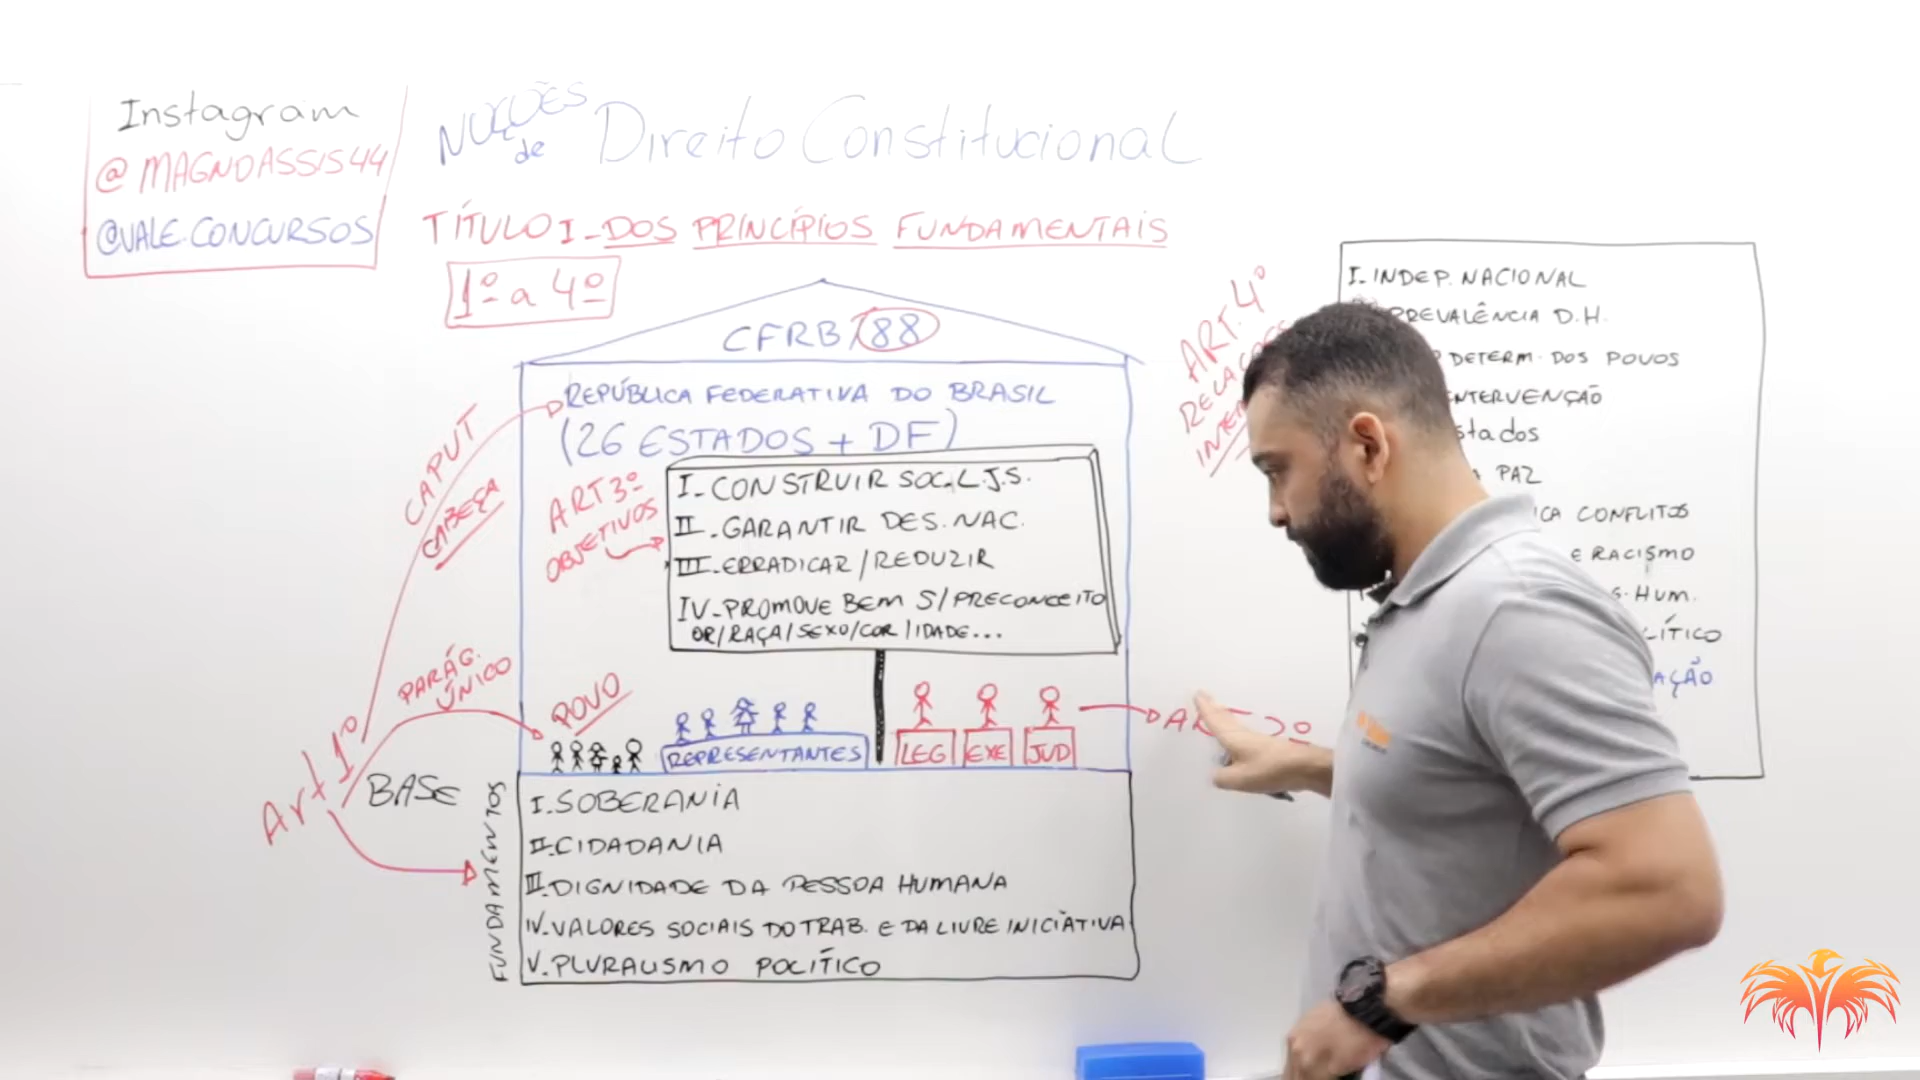 Instagram
@MAGNOASSIS44
@VALE.CONCURSOS
NOÇÕES
de
Direito Constitucional
TÍTULO I - DOS PRINCÍPIOS FUNDAMENTAIS
1º a 4º
CFRB/88
REPÚBLICA FEDERATIVA DO BRASIL
(26 ESTADOS + DF)
ART 3º
OBJETIVOS
I - CONSTRUIR SOC. L.J.S.
II - GARANTIR DES. NAC.
III - ERRADICAR / REDUZIR
IV - PROMOVE BEM S/ PRECONCEITO
OR/RAÇA/SEXO/COR/IDADE...
CAPUT
CABEÇA
PARÁG.
ÚNICO
Art 1º
BASE
POVO
REPRESENTANTES
LEG
EXE
JUD
FUNDAMENTOS
I. SOBERANIA
II. CIDADANIA
III. DIGNIDADE DA PESSOA HUMANA
IV. VALORES SOCIAIS DO TRAB. E DA LIVRE INICIATIVA
V. PLURALISMO POLÍTICO
ART. 4º
I - INDEP. NACIONAL
PREVALÊNCIA D.H.
DETERM. DOS POVOS
NTERVENÇÃO
stados
PAZ
ICA CONFLITOS
E RACISMO
G. HUM.
LÍTICO
AÇÃO